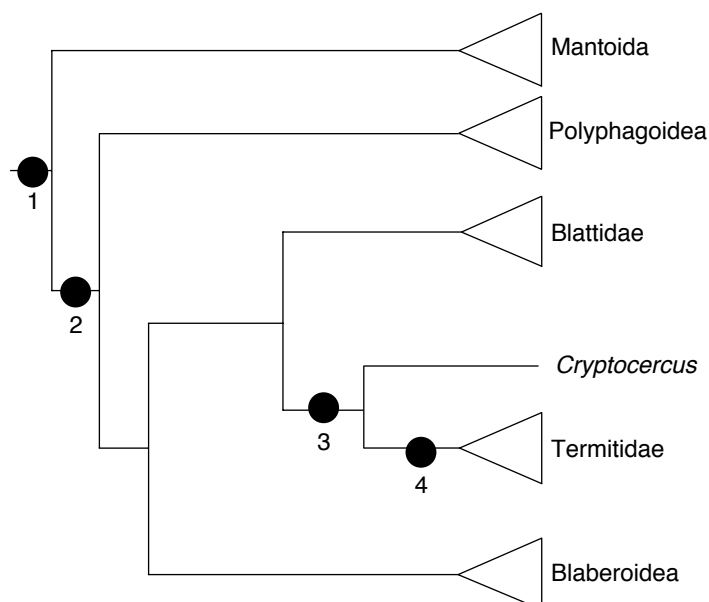 Mantoida
Polyphagoidea
1
Blattidae
2
Cryptocercus
3
Termitidae
4
Blaberoidea